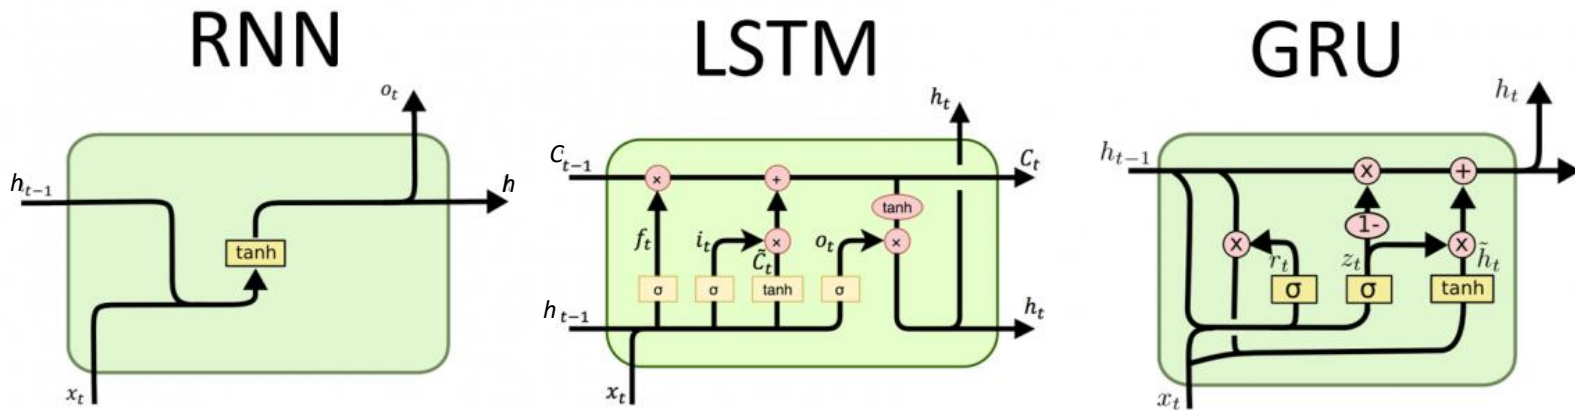 RNN
o_t
h_{t-1}
h
tanh
x_t
LSTM
h_t
C_{t-1}
C_t
×
+
tanh
f_t
i_t
×
C̃_t
o_t
×
σ
σ
tanh
σ
h_{t-1}
h_t
x_t
GRU
h_t
h_{t-1}
x
+
1-
x
r_t
z_t
x
h̃_t
σ
σ
tanh
x_t